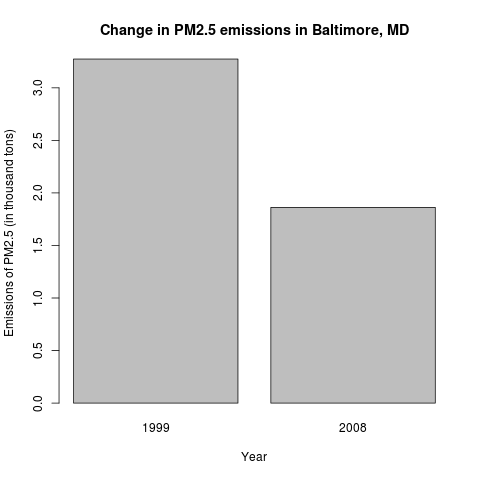 Change in PM2.5 emissions in Baltimore, MD
Emissions of PM2.5 (in thousand tons)
3.0
2.5
2.0
1.5
1.0
0.5
0.0
1999 2008
Year